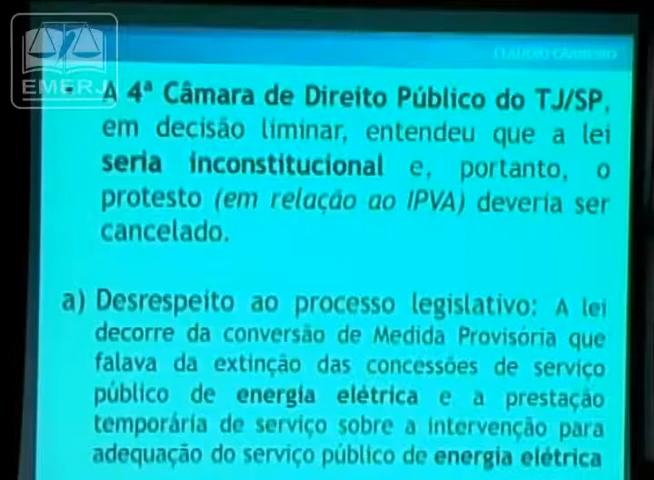 CLAUDIO CARNEIRO
EMERJ
A 4ª Câmara de Direito Público do TJ/SP,
em decisão liminar, entendeu que a lei
seria inconstitucional e, portanto, o
protesto (em relação ao IPVA) deveria ser
cancelado.
a) Desrespeito ao processo legislativo: A lei
decorre da conversão de Medida Provisória que
falava da extinção das concessões de serviço
público de energia elétrica e a prestação
temporária de serviço sobre a intervenção para
adequação do serviço público de energia elétrica